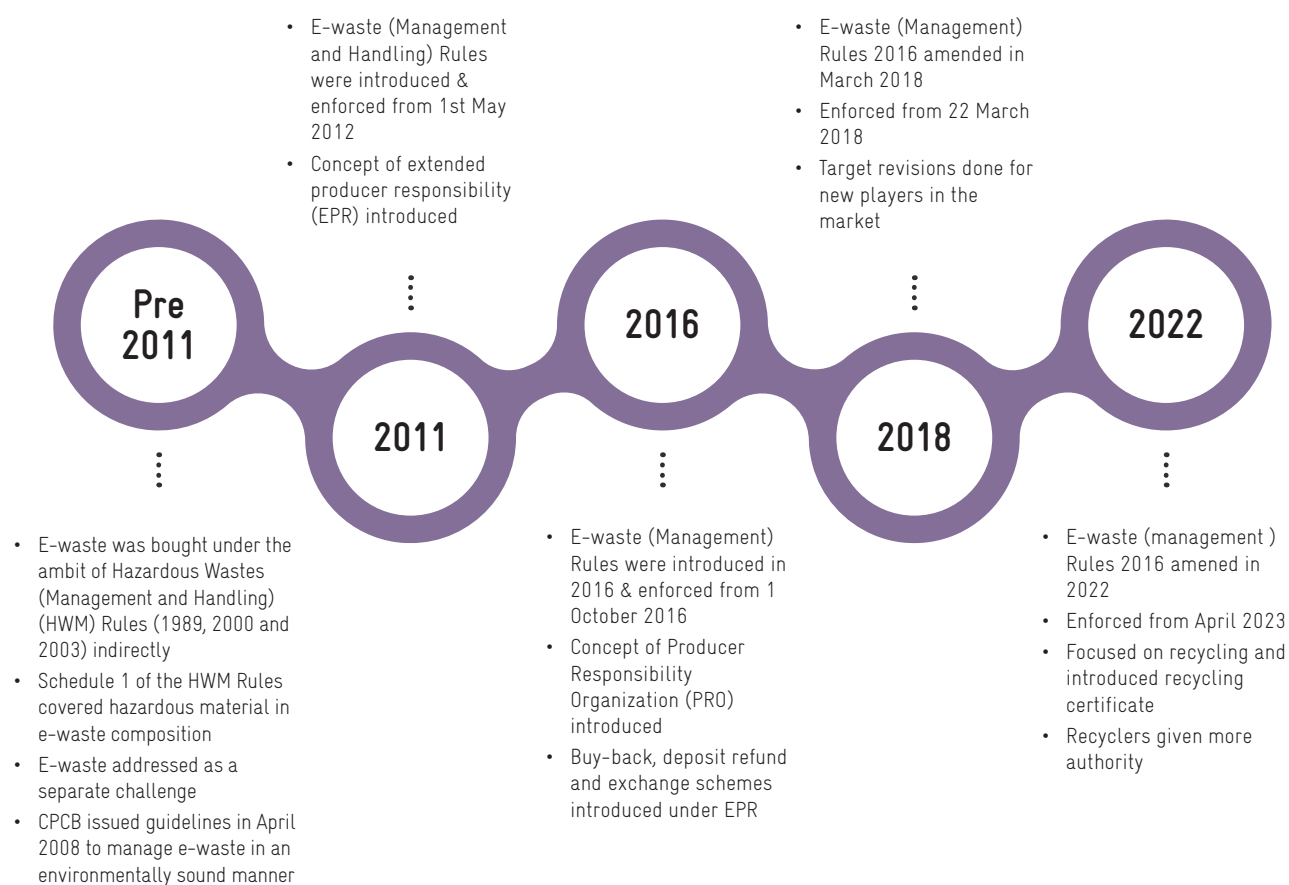 • E-waste (Management
and Handling) Rules
were introduced &
enforced from 1st May
2012
• Concept of extended
producer responsibility
(EPR) introduced
• E-waste (Management)
Rules 2016 amended in
March 2018
• Enforced from 22 March
2018
• Target revisions done for
new players in the
market
Pre
2011
2011
2016
2018
2022
• E-waste was bought under the
ambit of Hazardous Wastes
(Management and Handling)
(HWM) Rules (1989, 2000 and
2003) indirectly
• Schedule 1 of the HWM Rules
covered hazardous material in
e-waste composition
• E-waste addressed as a
separate challenge
• CPCB issued guidelines in April
2008 to manage e-waste in an
environmentally sound manner
• E-waste (Management)
Rules were introduced in
2016 & enforced from 1
October 2016
• Concept of Producer
Responsibility
Organization (PRO)
introduced
• Buy-back, deposit refund
and exchange schemes
introduced under EPR
• E-waste (management )
Rules 2016 amened in
2022
• Enforced from April 2023
• Focused on recycling and
introduced recycling
certificate
• Recyclers given more
authority